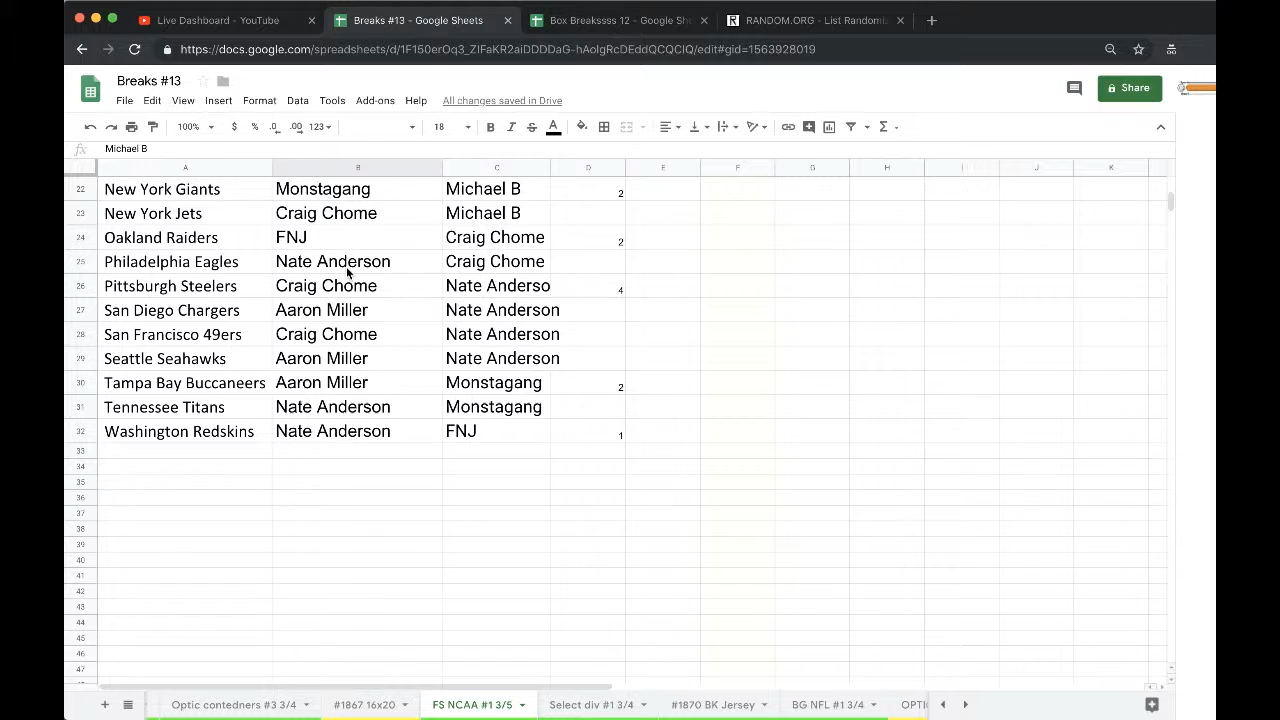 Live Dashboard - YouTube
Breaks #13 - Google Sheets
Box Breakssss 12 - Google Sh
RANDOM.ORG - List Randomi
https://docs.google.com/spreadsheets/d/1F150erOq3_ZIFaKR2aiDDDDaG-hAolgRcDEddQCQCIQ/edit#gid=1563928019
Breaks #13
File Edit View Insert Format Data Tools Add-ons Help All changes saved in Drive
Share
100% $ % .0 .00 123 18 B I S A
fx Michael B
A B C D E F G H I J K
22 New York Giants Monstagang Michael B 2
23 New York Jets Craig Chome Michael B
24 Oakland Raiders FNJ Craig Chome 2
25 Philadelphia Eagles Nate Anderson Craig Chome
26 Pittsburgh Steelers Craig Chome Nate Anderso 4
27 San Diego Chargers Aaron Miller Nate Anderson
28 San Francisco 49ers Craig Chome Nate Anderson
29 Seattle Seahawks Aaron Miller Nate Anderson
30 Tampa Bay Buccaneers Aaron Miller Monstagang 2
31 Tennessee Titans Nate Anderson Monstagang
32 Washington Redskins Nate Anderson FNJ 1
33
34
35
36
37
38
39
40
41
42
43
44
45
46
47
Optic contedners #3 3/4 #1867 16x20 FS NCAA #1 3/5 Select div #1 3/4 #1870 BK Jersey BG NFL #1 3/4 OPTI